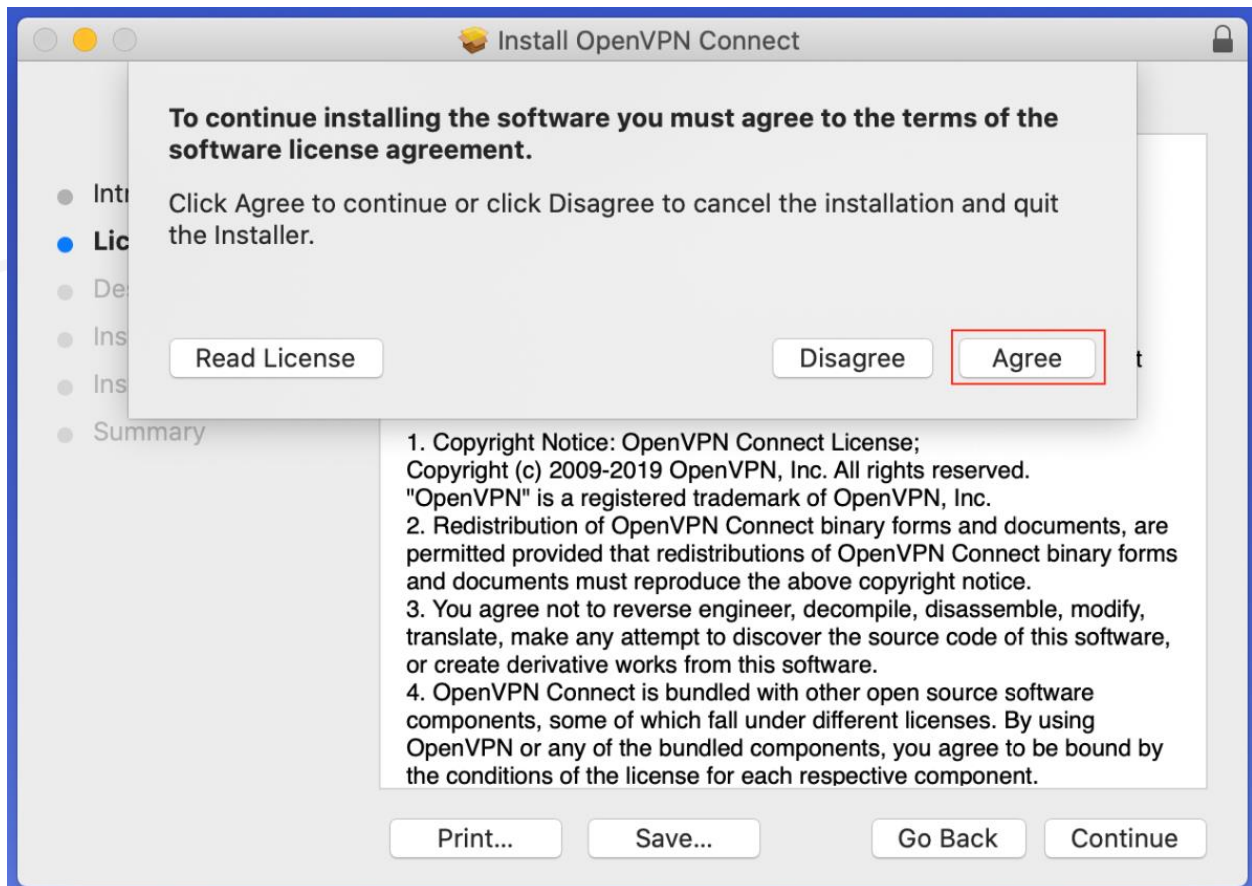 Install OpenVPN Connect
To continue installing the software you must agree to the terms of the
software license agreement.
Click Agree to continue or click Disagree to cancel the installation and quit
the Installer.
Read License
Disagree
Agree
Intr
Lic
Des
Ins
Ins
Summary
t
1. Copyright Notice: OpenVPN Connect License;
Copyright (c) 2009-2019 OpenVPN, Inc. All rights reserved.
"OpenVPN" is a registered trademark of OpenVPN, Inc.
2. Redistribution of OpenVPN Connect binary forms and documents, are
permitted provided that redistributions of OpenVPN Connect binary forms
and documents must reproduce the above copyright notice.
3. You agree not to reverse engineer, decompile, disassemble, modify,
translate, make any attempt to discover the source code of this software,
or create derivative works from this software.
4. OpenVPN Connect is bundled with other open source software
components, some of which fall under different licenses. By using
OpenVPN or any of the bundled components, you agree to be bound by
the conditions of the license for each respective component.
Print...
Save...
Go Back
Continue